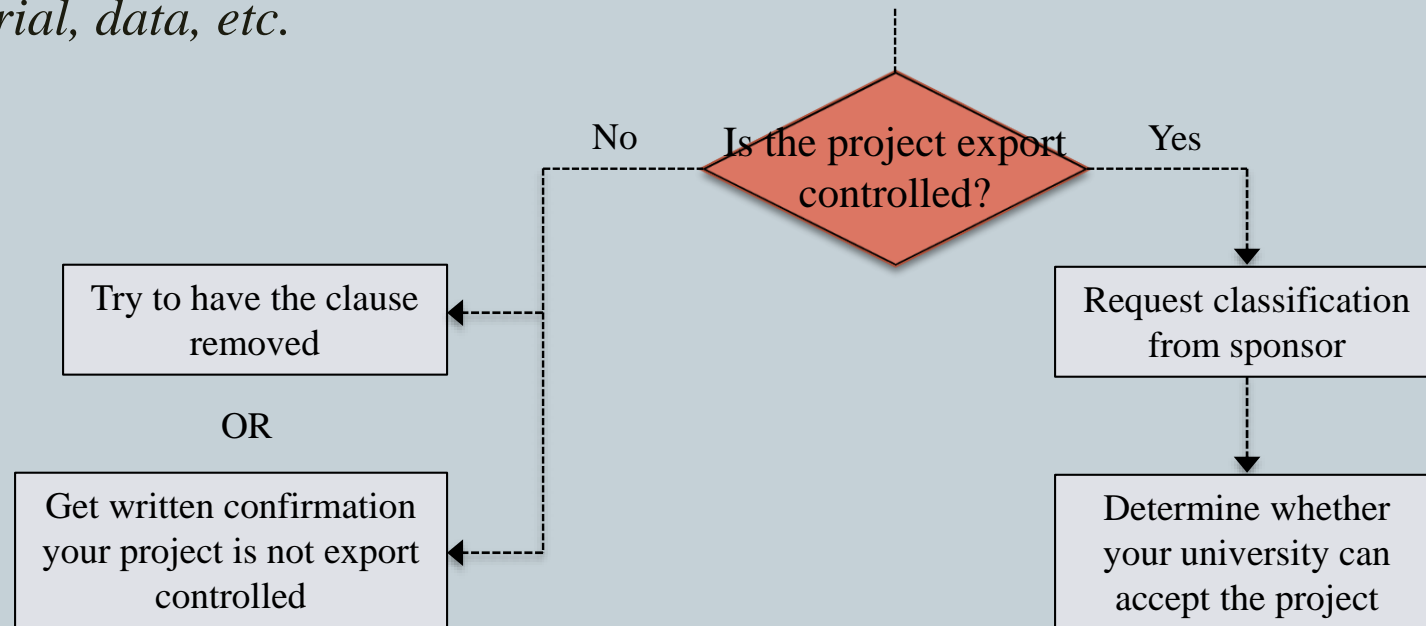 rial, data, etc.
No
Is the project export
controlled?
Yes
Try to have the clause
removed
OR
Get written confirmation
your project is not export
controlled
Request classification
from sponsor
Determine whether
your university can
accept the project